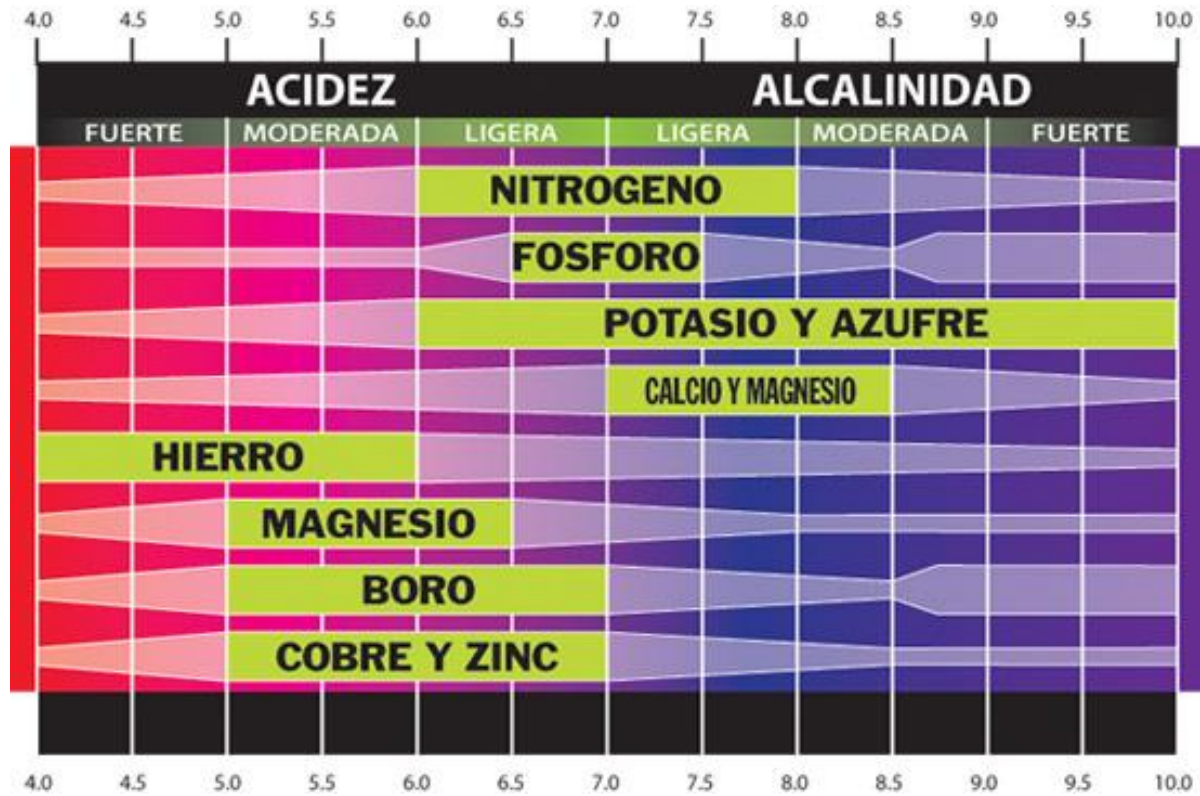 4.0 4.5 5.0 5.5 6.0 6.5 7.0 7.5 8.0 8.5 9.0 9.5 10.0
ACIDEZ ALCALINIDAD
FUERTE MODERADA LIGERA LIGERA MODERADA FUERTE
NITROGENO
FOSFORO
POTASIO Y AZUFRE
CALCIO Y MAGNESIO
HIERRO
MAGNESIO
BORO
COBRE Y ZINC
4.0 4.5 5.0 5.5 6.0 6.5 7.0 7.5 8.0 8.5 9.0 9.5 10.0